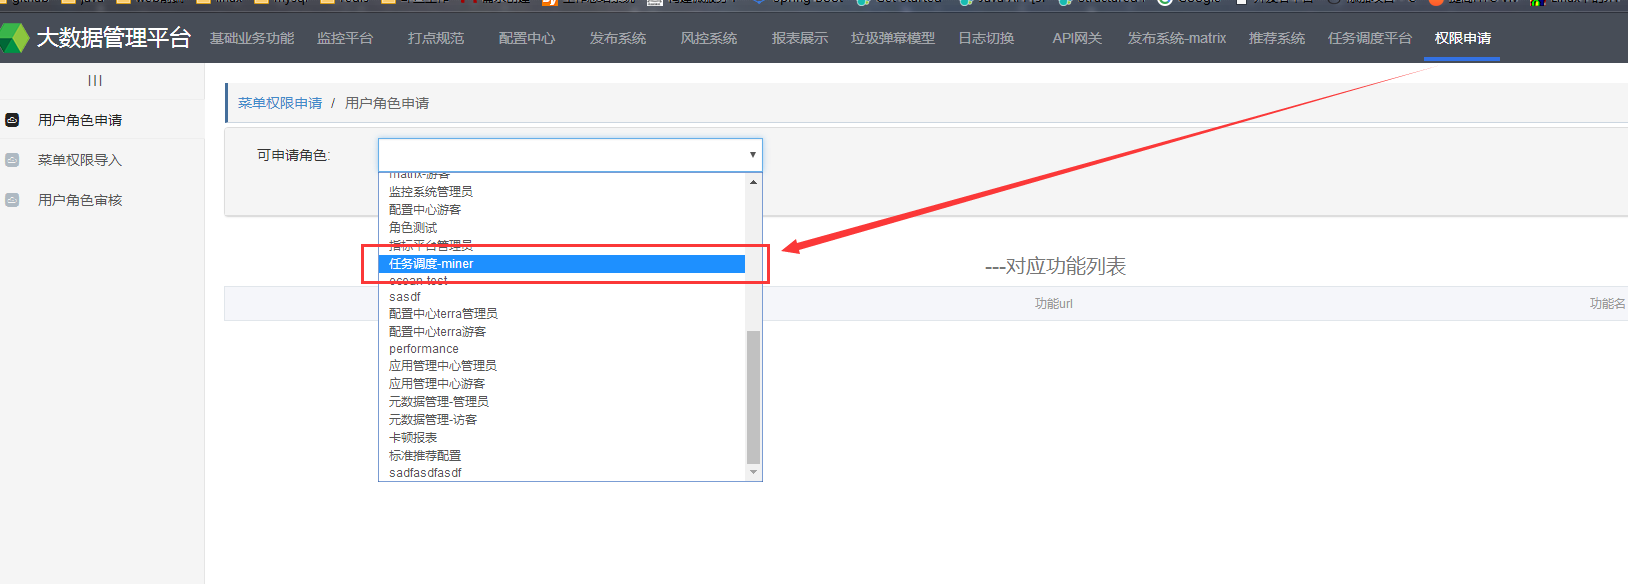 大数据管理平台
基础业务功能 监控平台 打点规范 配置中心 发布系统 风控系统 报表展示 垃圾弹幕模型 日志切换 API网关 发布系统-matrix 推荐系统 任务调度平台 权限申请
用户角色申请
菜单权限导入
用户角色审核
菜单权限申请 / 用户角色申请
可申请角色:
matrix-游客
监控系统管理员
配置中心游客
角色测试
指标平台管理员
任务调度-miner
ocean-test
sasdf
配置中心terra管理员
配置中心terra游客
performance
应用管理中心管理员
应用管理中心游客
元数据管理-管理员
元数据管理-访客
卡顿报表
标准推荐配置
sadfasdfasdf
---对应功能列表
功能url 功能名